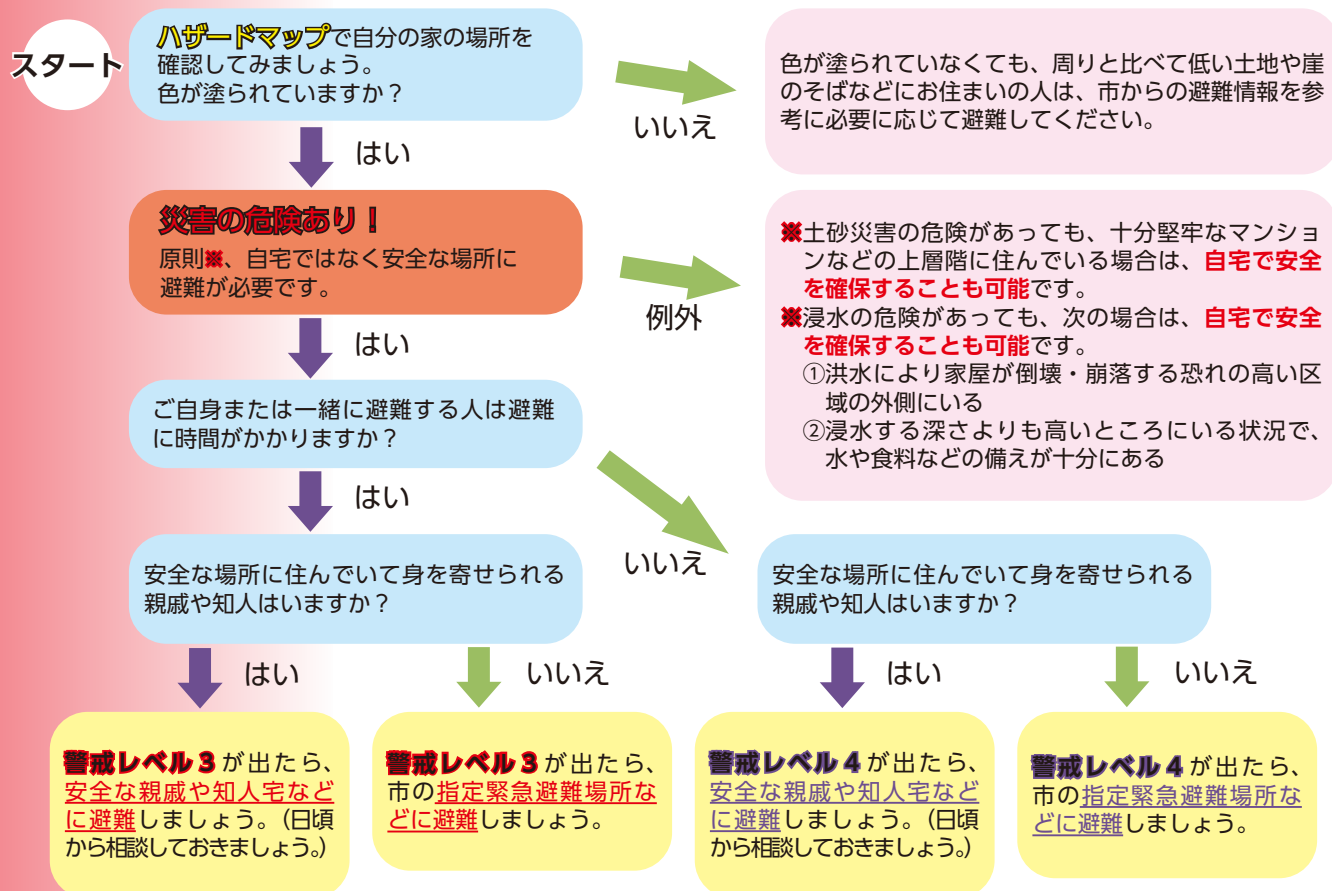 スタート
ハザードマップで自分の家の場所を
確認してみましょう。
色が塗られていますか？
いいえ
色が塗られていなくても、周りと比べて低い土地や崖
のそばなどにお住まいの人は、市からの避難情報を参
考に必要に応じて避難してください。
はい
災害の危険あり！
原則※、自宅ではなく安全な場所に
避難が必要です。
例外
※土砂災害の危険があっても、十分堅牢なマンショ
ンなどの上層階に住んでいる場合は、自宅で安全
を確保することも可能です。
※浸水の危険があっても、次の場合は、自宅で安全
を確保することも可能です。
①洪水により家屋が倒壊・崩落する恐れの高い区
域の外側にいる
②浸水する深さよりも高いところにいる状況で、
水や食料などの備えが十分にある
はい
ご自身または一緒に避難する人は避難
に時間がかかりますか？
はい
いいえ
安全な場所に住んでいて身を寄せられる
親戚や知人はいますか？
安全な場所に住んでいて身を寄せられる
親戚や知人はいますか？
はい
いいえ
はい
いいえ
警戒レベル３が出たら、
安全な親戚や知人宅など
に避難しましょう。（日頃
から相談しておきましょう。）
警戒レベル３が出たら、
市の指定緊急避難場所な
どに避難しましょう。
警戒レベル４が出たら、
安全な親戚や知人宅など
に避難しましょう。（日頃
から相談しておきましょう。）
警戒レベル４が出たら、
市の指定緊急避難場所な
どに避難しましょう。